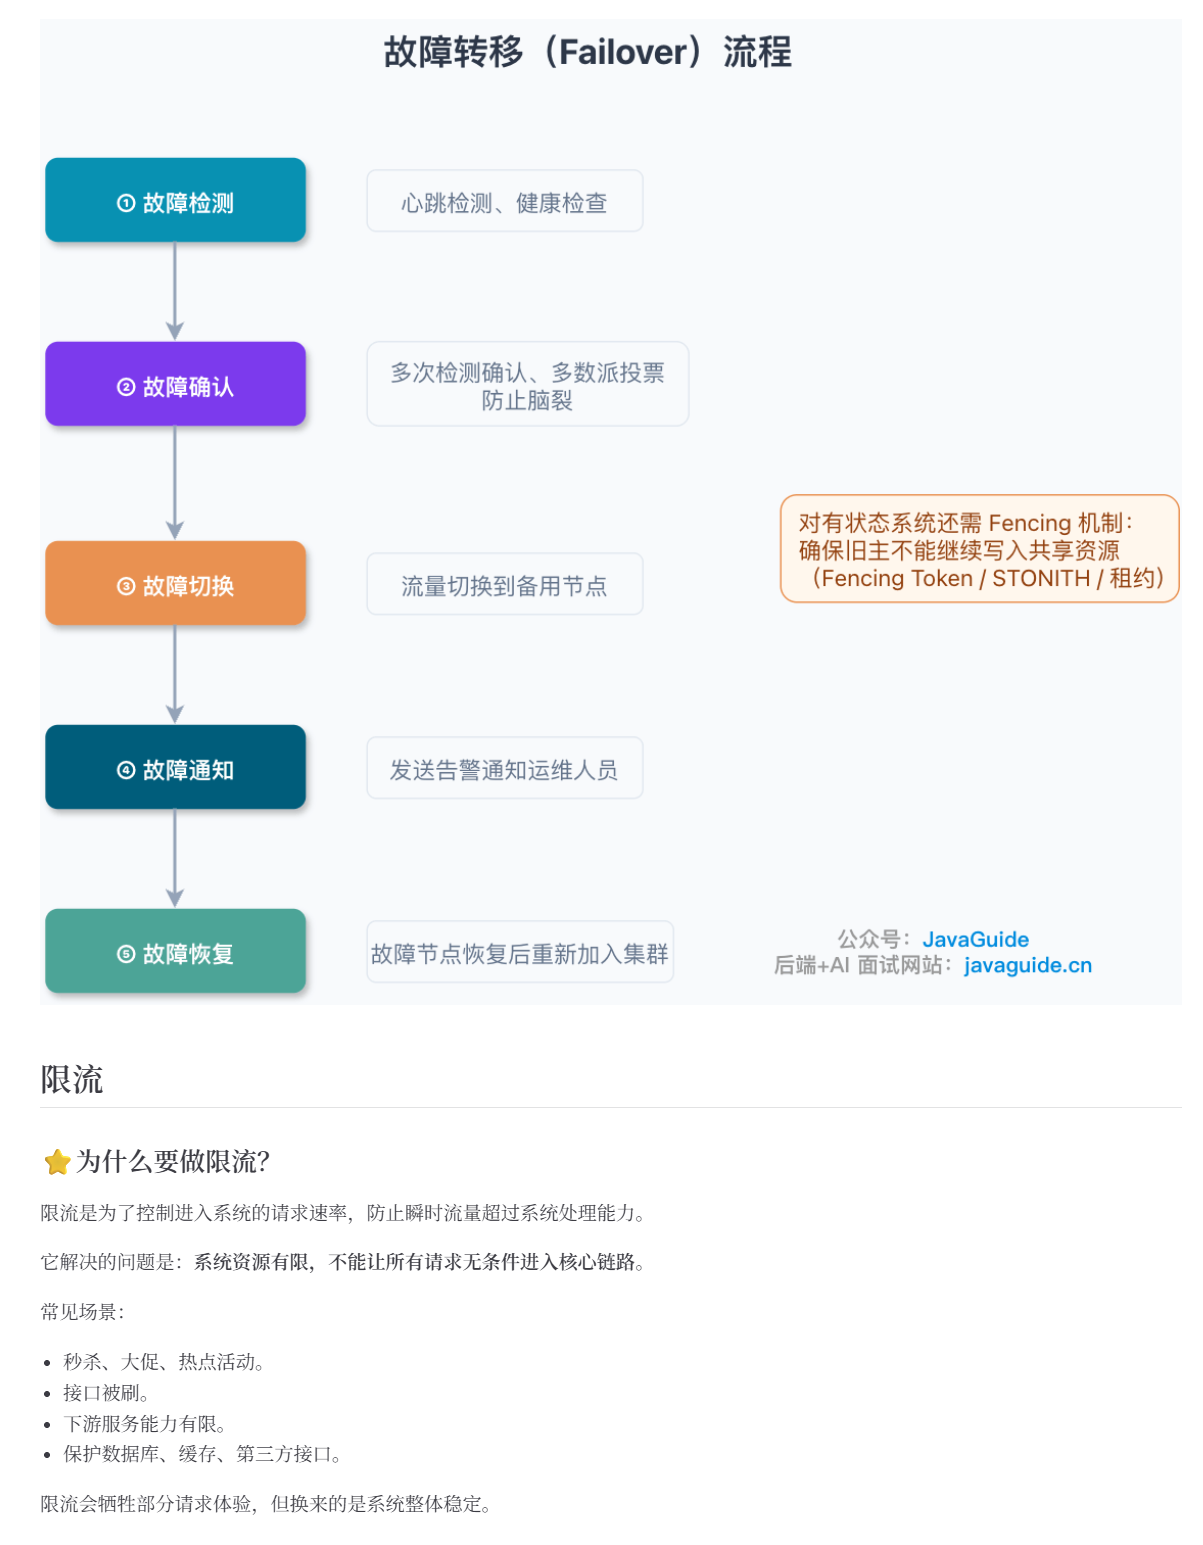 故障转移（Failover）流程
① 故障检测
心跳检测、健康检查
② 故障确认
多次检测确认、多数派投票
防止脑裂
③ 故障切换
流量切换到备用节点
对有状态系统还需 Fencing 机制：
确保旧主不能继续写入共享资源
（Fencing Token / STONITH / 租约）
④ 故障通知
发送告警通知运维人员
⑤ 故障恢复
故障节点恢复后重新加入集群
公众号：JavaGuide
后端+AI 面试网站：javaguide.cn
限流
⭐为什么要做限流？
限流是为了控制进入系统的请求速率，防止瞬时流量超过系统处理能力。
它解决的问题是：系统资源有限，不能让所有请求无条件进入核心链路。
常见场景：
• 秒杀、大促、热点活动。
• 接口被刷。
• 下游服务能力有限。
• 保护数据库、缓存、第三方接口。
限流会牺牲部分请求体验，但换来的是系统整体稳定。